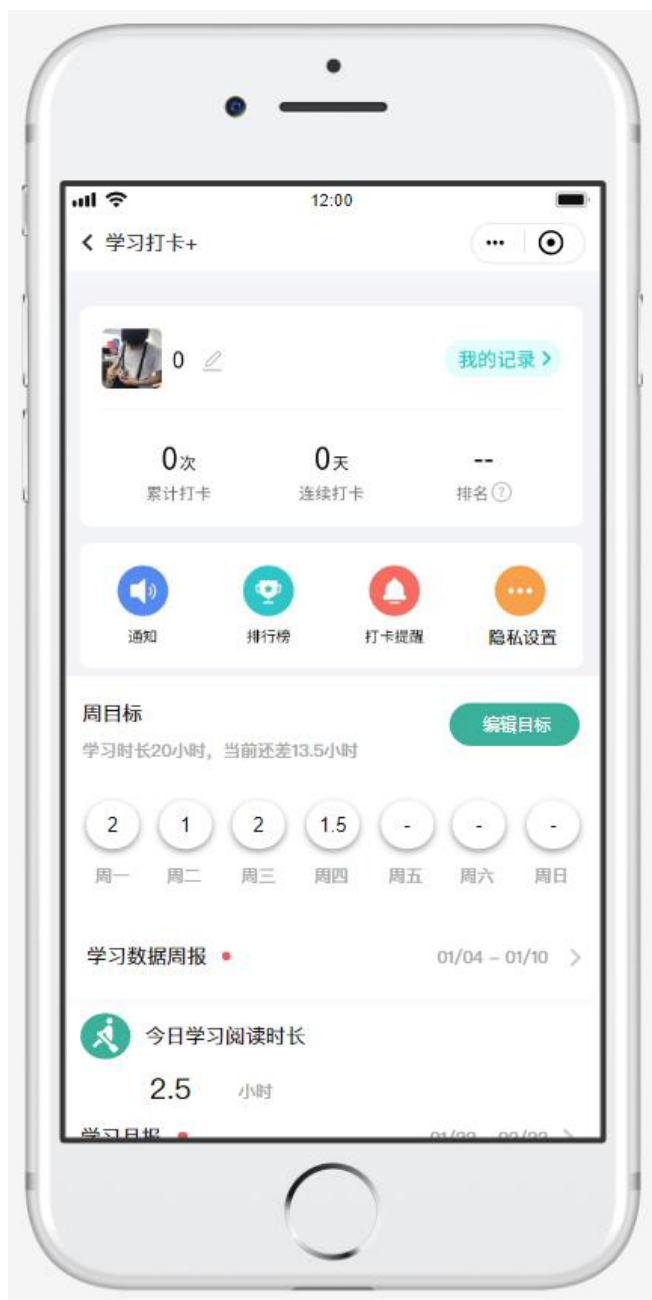 12:00
学习打卡+
0
我的记录
0次
0天
--
累计打卡
连续打卡
排名?
通知
排行榜
打卡提醒
隐私设置
周目标
编辑目标
学习时长20小时，当前还差13.5小时
2 1 2 1.5 - - -
周一 周二 周三 周四 周五 周六 周日
学习数据周报
01/04 – 01/10
今日学习阅读时长
2.5 小时
学习月报